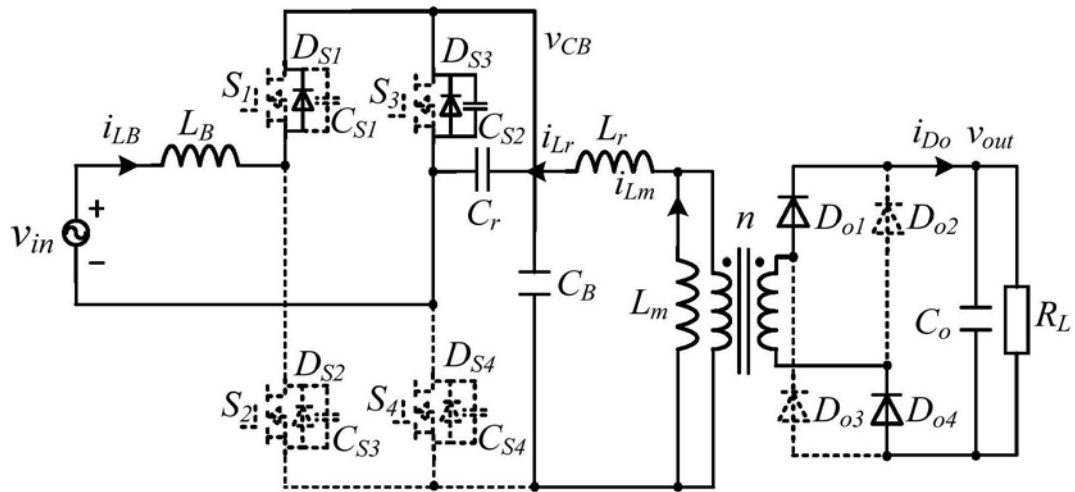 v_CB
D_S1
D_S3
S_1
S_3
C_S1
C_S2
i_LB
L_B
i_Lr
L_r
i_Lm
C_r
i_Do
v_out
n
D_o1
D_o2
v_in
+
−
C_B
L_m
C_o
R_L
D_S2
D_S4
S_2
S_4
C_S3
C_S4
D_o3
D_o4